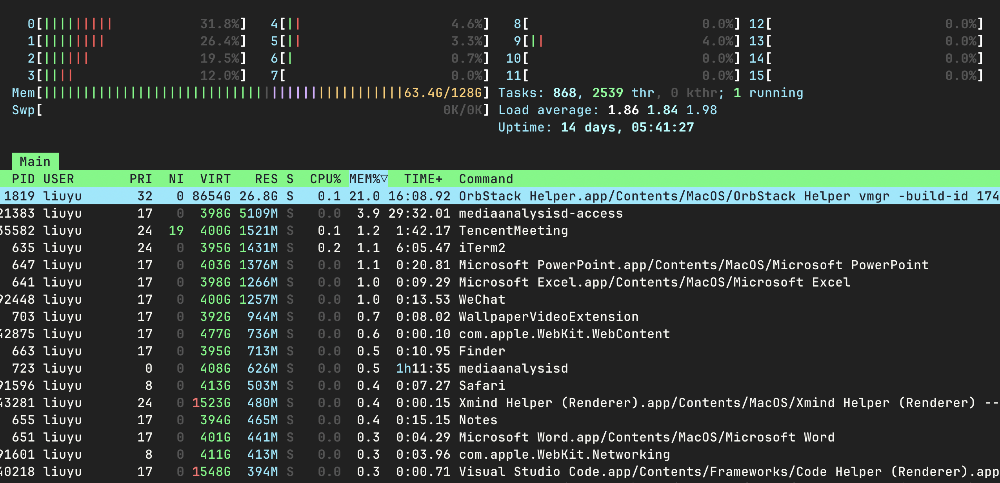 0[||||||||| 31.8%] 4[|| 4.6%] 8[ 0.0%] 12[ 0.0%]
1[|||||||| 26.4%] 5[|| 3.3%] 9[|| 4.0%] 13[ 0.0%]
2[|||||| 19.5%] 6[| 0.7%] 10[ 0.0%] 14[ 0.0%]
3[|||| 12.0%] 7[ 0.0%] 11[ 0.0%] 15[ 0.0%]
Mem[||||||||||||||||||||||||||||||||||||||||||||||63.4G/128G] Tasks: 868, 2539 thr, 0 kthr; 1 running
Swp[ 0K/0K] Load average: 1.86 1.84 1.98
Uptime: 14 days, 05:41:27
Main
PID USER PRI NI VIRT RES S CPU% MEM%▽ TIME+ Command
1819 liuyu 32 0 8654G 26.8G S 0.1 21.0 16:08.92 OrbStack Helper.app/Contents/MacOS/OrbStack Helper vmgr -build-id 174
21383 liuyu 17 0 398G 5109M S 0.0 3.9 29:32.01 mediaanalysisd-access
35582 liuyu 24 19 400G 1521M S 0.1 1.2 1:42.17 TencentMeeting
635 liuyu 24 0 395G 1431M S 0.2 1.1 6:05.47 iTerm2
647 liuyu 17 0 403G 1376M S 0.0 1.1 0:20.81 Microsoft PowerPoint.app/Contents/MacOS/Microsoft PowerPoint
641 liuyu 17 0 398G 1266M S 0.0 1.0 0:09.29 Microsoft Excel.app/Contents/MacOS/Microsoft Excel
92448 liuyu 17 0 400G 1257M S 0.0 1.0 0:13.53 WeChat
703 liuyu 17 0 392G 944M S 0.0 0.7 0:08.02 WallpaperVideoExtension
42875 liuyu 17 0 477G 736M S 0.0 0.6 0:00.10 com.apple.WebKit.WebContent
663 liuyu 17 0 395G 713M S 0.0 0.5 0:10.95 Finder
723 liuyu 0 0 408G 626M S 0.0 0.5 1h11:35 mediaanalysisd
91596 liuyu 8 0 413G 503M S 0.0 0.4 0:07.27 Safari
43281 liuyu 24 0 1523G 480M S 0.0 0.4 0:00.15 Xmind Helper (Renderer).app/Contents/MacOS/Xmind Helper (Renderer) --
655 liuyu 17 0 394G 465M S 0.0 0.4 0:15.15 Notes
651 liuyu 17 0 401G 441M S 0.0 0.3 0:04.29 Microsoft Word.app/Contents/MacOS/Microsoft Word
91601 liuyu 8 0 411G 413M S 0.0 0.3 0:03.96 com.apple.WebKit.Networking
40218 liuyu 17 0 1548G 394M S 0.0 0.3 0:00.71 Visual Studio Code.app/Contents/Frameworks/Code Helper (Renderer).app